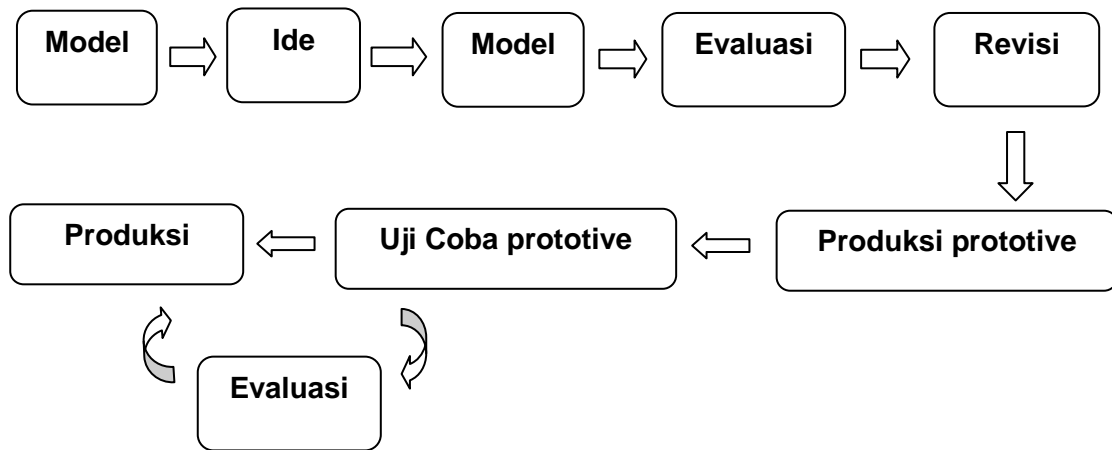 Model
Ide
Model
Evaluasi
Revisi
Produksi
Uji Coba prototive
Produksi prototive
Evaluasi